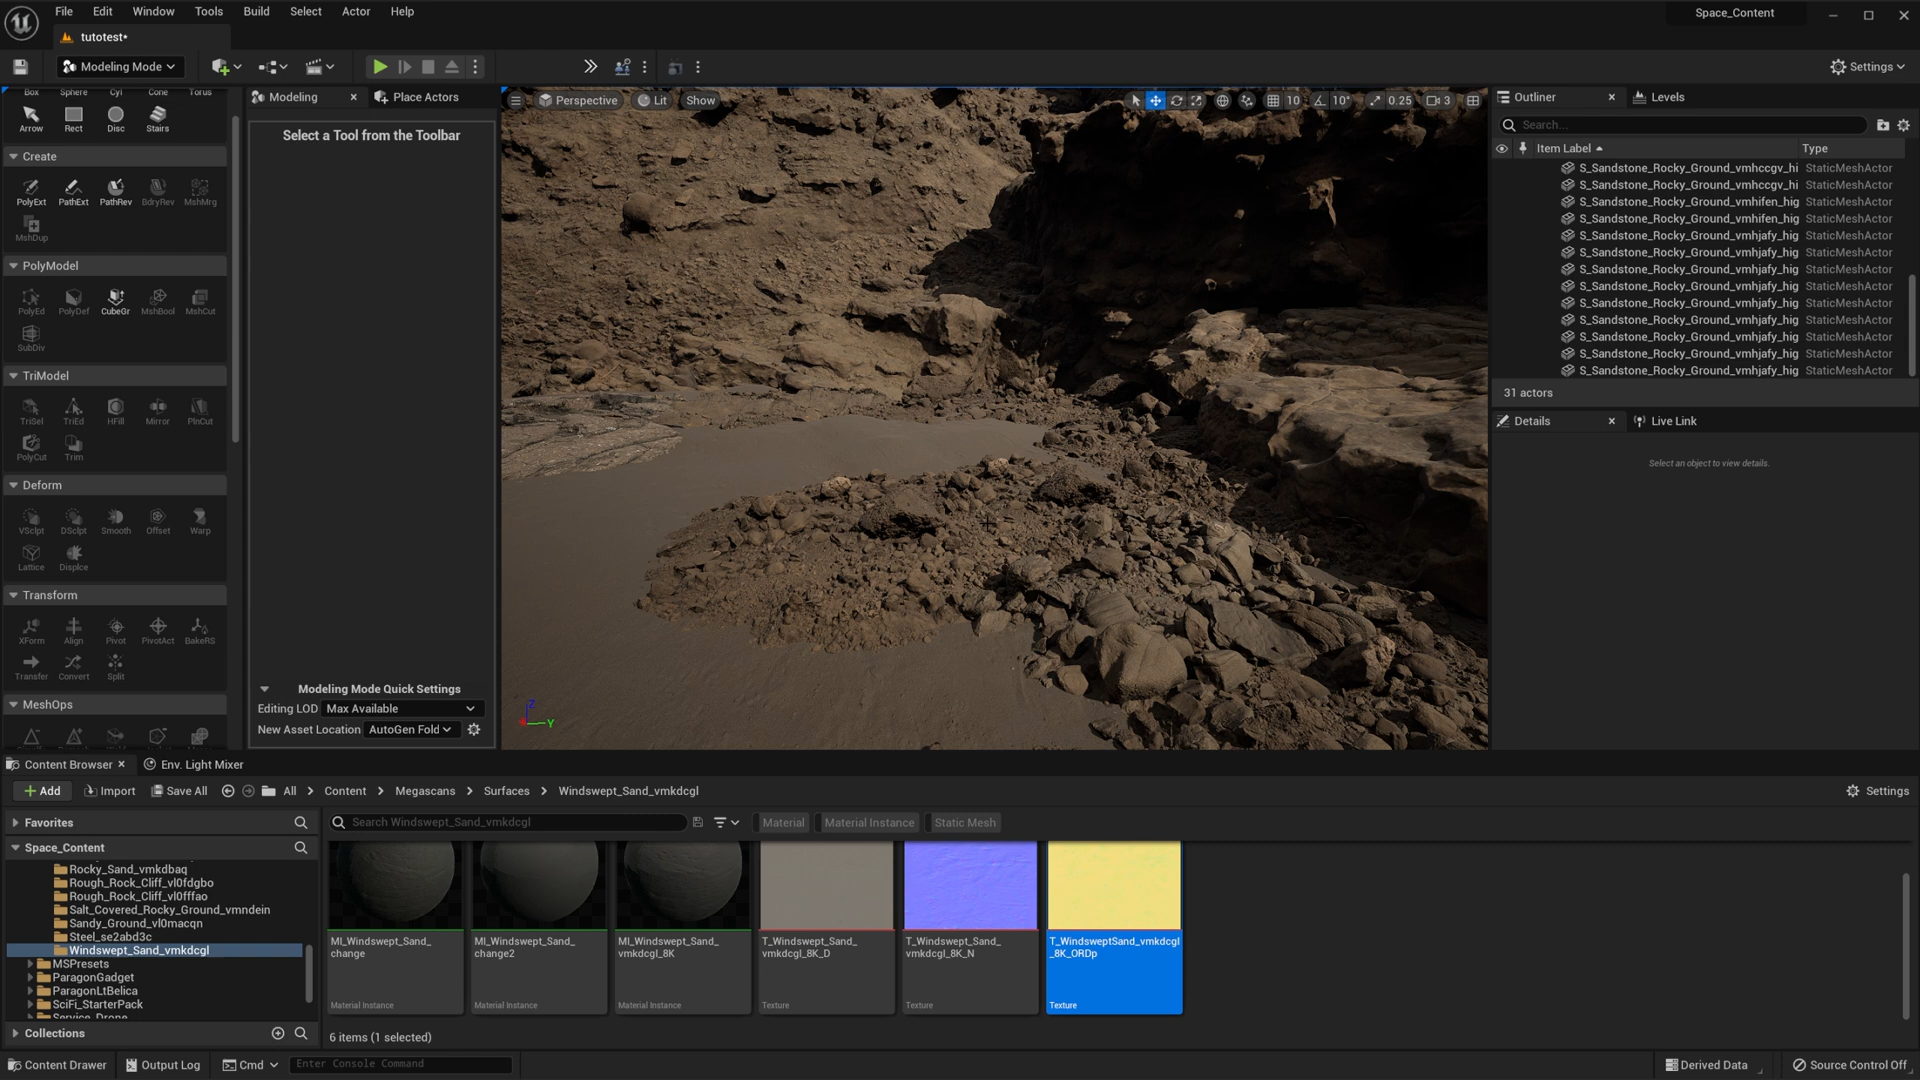 File Edit Window Tools Build Select Actor Help
Space_Content
tutotest*
Modeling Mode
Settings
Box Sphere Cyl Cone Torus
Arrow Rect Disc Stairs
Create
PolyExt PathExt PathRev BdryRev MshMrg
MshDup
PolyModel
PolyEd PolyDef CubeGr MshBool MshCut
SubDiv
TriModel
TriSel TriEd HFill Mirror PlnCut
PolyCut Trim
Deform
VSclpt DSclpt Smooth Offset Warp
Lattice Displce
Transform
XForm Align Pivot PivotAct BakeRS
Transfer Convert Split
MeshOps
Modeling
Place Actors
Select a Tool from the Toolbar
Modeling Mode Quick Settings
Editing LOD Max Available
New Asset Location AutoGen Fold
Perspective Lit Show
10 10° 0.25 3
Z
Y
Outliner
Levels
Search...
Item Label Type
S_Sandstone_Rocky_Ground_vmhccgv_hi StaticMeshActor
S_Sandstone_Rocky_Ground_vmhccgv_hi StaticMeshActor
S_Sandstone_Rocky_Ground_vmhifen_hig StaticMeshActor
S_Sandstone_Rocky_Ground_vmhifen_hig StaticMeshActor
S_Sandstone_Rocky_Ground_vmhjafy_hig StaticMeshActor
S_Sandstone_Rocky_Ground_vmhjafy_hig StaticMeshActor
S_Sandstone_Rocky_Ground_vmhjafy_hig StaticMeshActor
S_Sandstone_Rocky_Ground_vmhjafy_hig StaticMeshActor
S_Sandstone_Rocky_Ground_vmhjafy_hig StaticMeshActor
S_Sandstone_Rocky_Ground_vmhjafy_hig StaticMeshActor
S_Sandstone_Rocky_Ground_vmhjafy_hig StaticMeshActor
S_Sandstone_Rocky_Ground_vmhjafy_hig StaticMeshActor
S_Sandstone_Rocky_Ground_vmhjafy_hig StaticMeshActor
31 actors
Details
Live Link
Select an object to view details.
Content Browser
Env. Light Mixer
Add Import Save All All Content Megascans Surfaces Windswept_Sand_vmkdcgl
Settings
Favorites
Space_Content
Rocky_Sand_vmkdbaq
Rough_Rock_Cliff_vl0fdgbo
Rough_Rock_Cliff_vl0fffao
Salt_Covered_Rocky_Ground_vmndein
Sandy_Ground_vl0macqn
Steel_se2abd3c
Windswept_Sand_vmkdcgl
MSPresets
ParagonGadget
ParagonLtBelica
SciFi_StarterPack
Service_Drone
Collections
Search Windswept_Sand_vmkdcgl
Material Material Instance Static Mesh
MI_Windswept_Sand_
change
Material Instance
MI_Windswept_Sand_
change2
Material Instance
MI_Windswept_Sand_
vmkdcgl_8K
Material Instance
T_Windswept_Sand_
vmkdcgl_8K_D
Texture
T_Windswept_Sand_
vmkdcgl_8K_N
Texture
T_WindsweptSand_vmkdcgl
_8K_ORDp
Texture
6 items (1 selected)
Content Drawer Output Log Cmd Enter Console Command
Derived Data Source Control Off